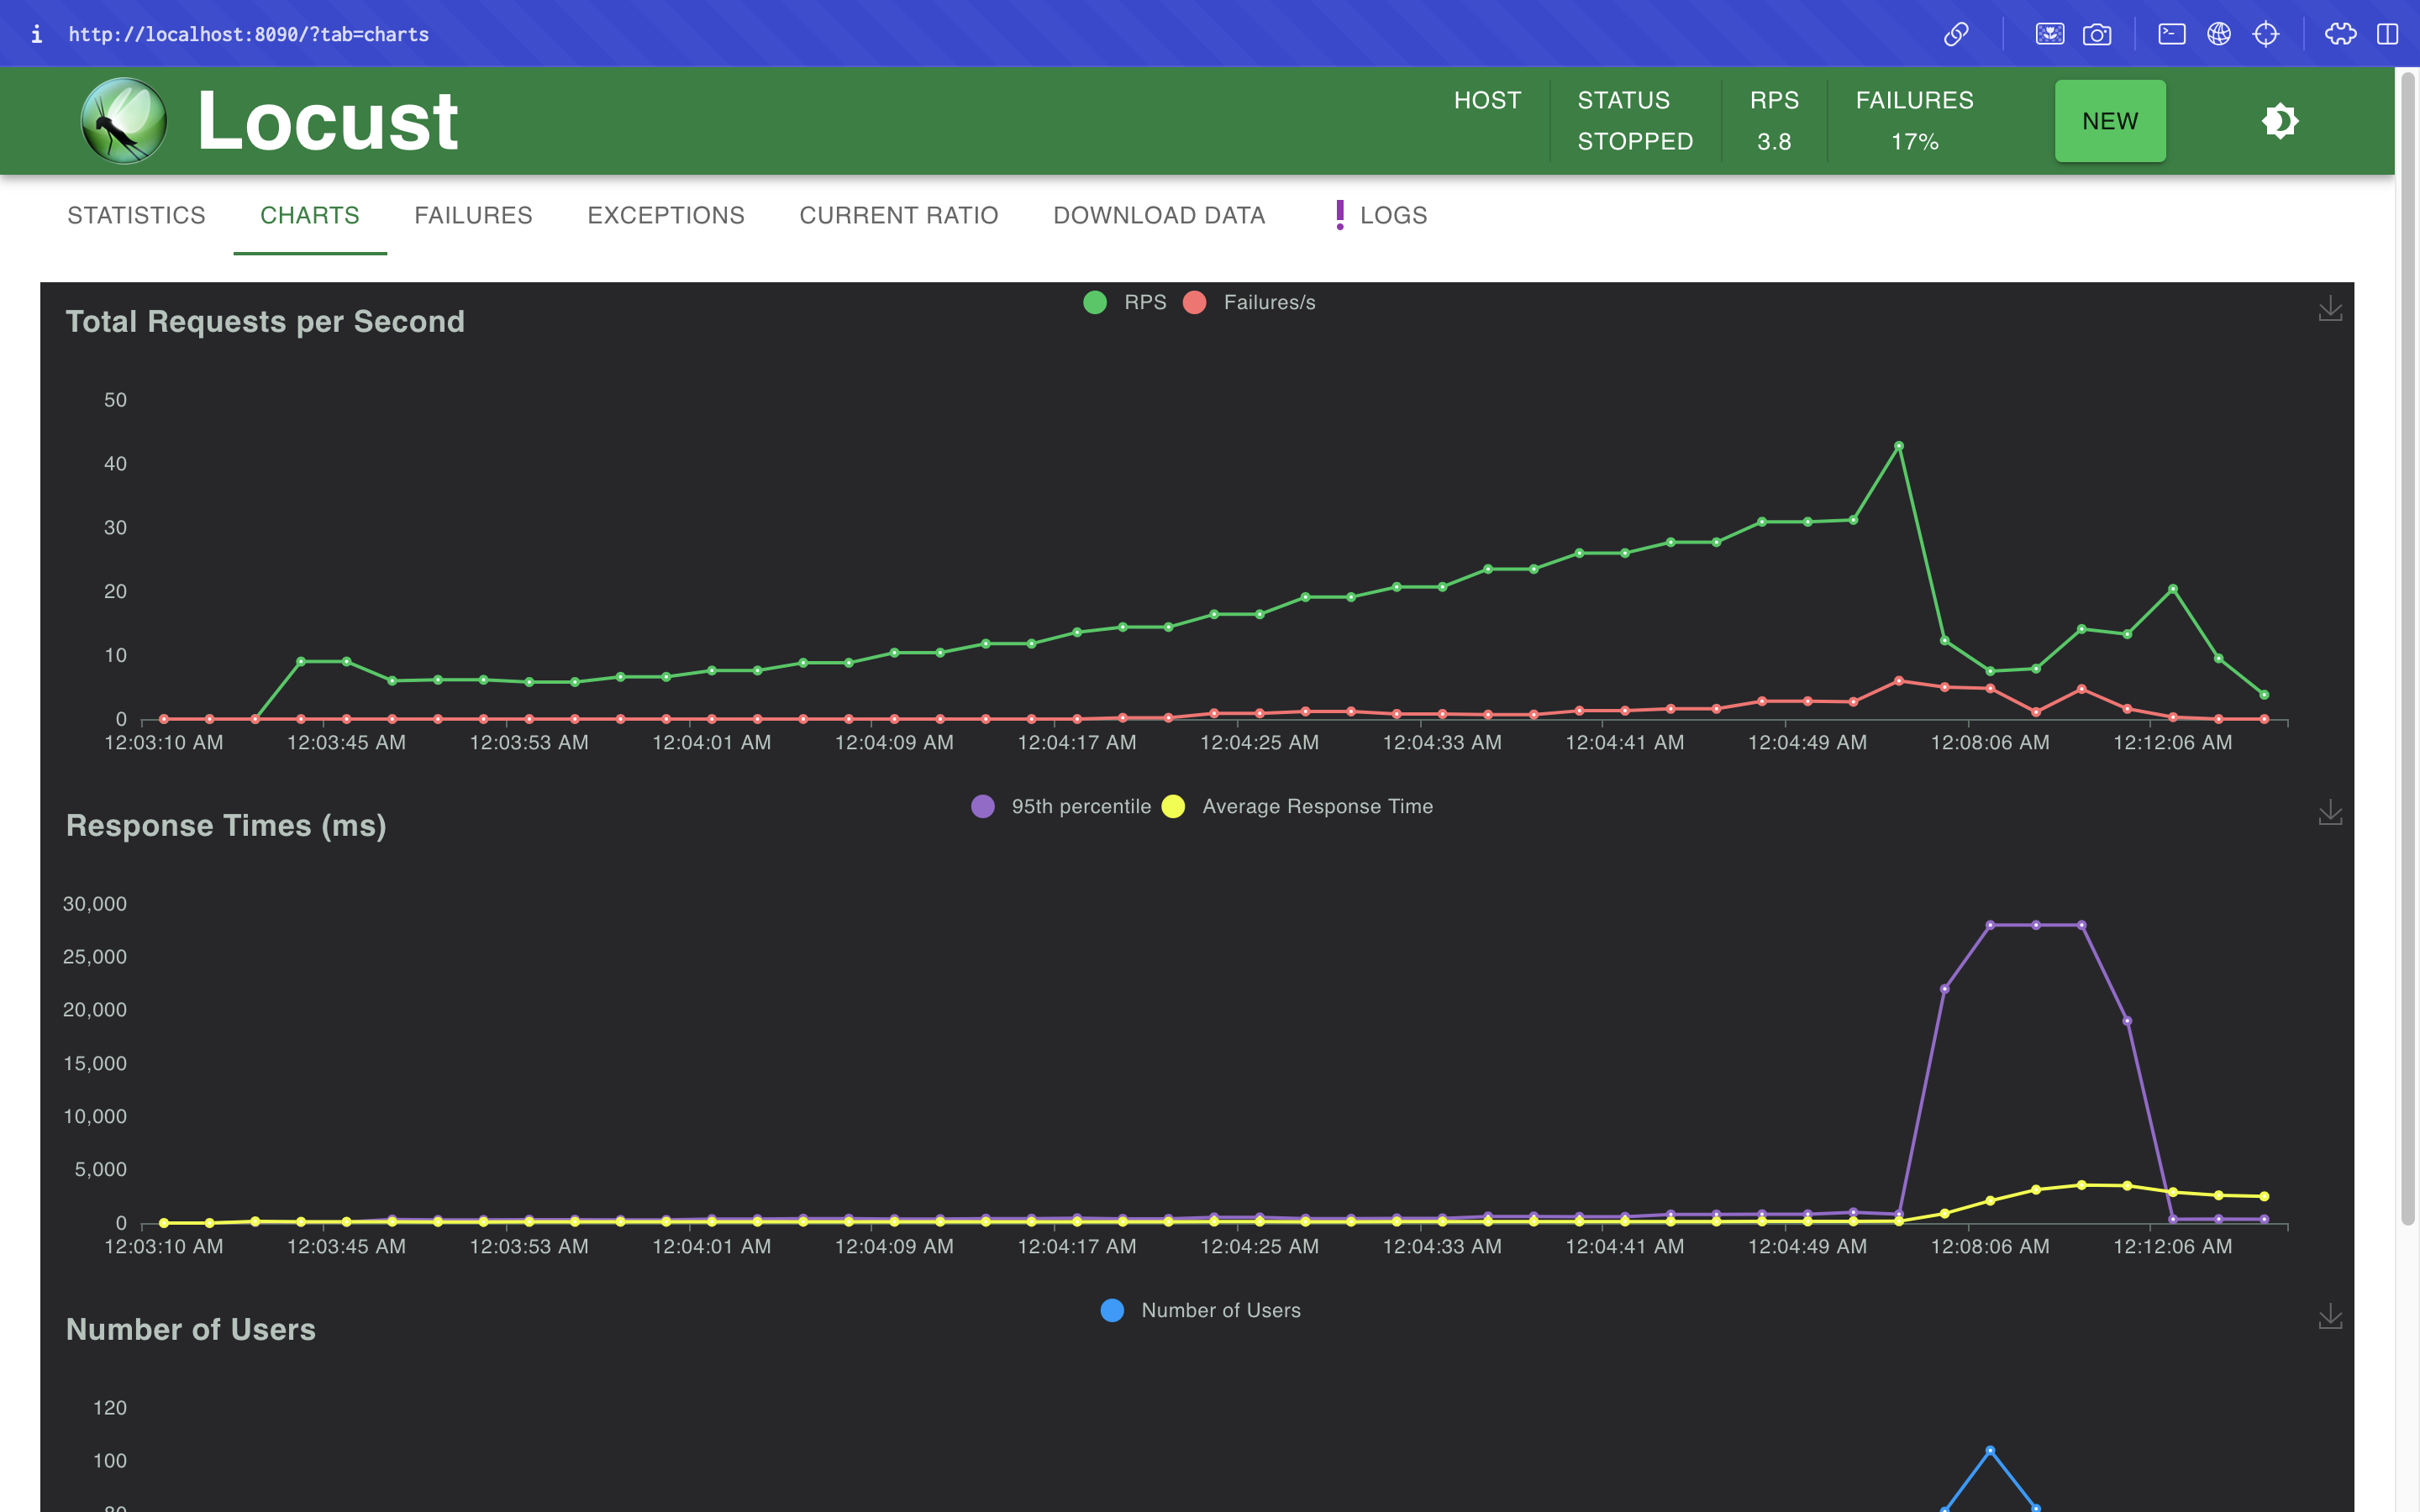 http://localhost:8090/?tab=charts
Locust
HOST
STATUS
STOPPED
RPS
3.8
FAILURES
17%
NEW
STATISTICS
CHARTS
FAILURES
EXCEPTIONS
CURRENT RATIO
DOWNLOAD DATA
LOGS
Total Requests per Second
RPS
Failures/s
50
40
30
20
10
0
12:03:10 AM
12:03:45 AM
12:03:53 AM
12:04:01 AM
12:04:09 AM
12:04:17 AM
12:04:25 AM
12:04:33 AM
12:04:41 AM
12:04:49 AM
12:08:06 AM
12:12:06 AM
Response Times (ms)
95th percentile
Average Response Time
30,000
25,000
20,000
15,000
10,000
5,000
0
12:03:10 AM
12:03:45 AM
12:03:53 AM
12:04:01 AM
12:04:09 AM
12:04:17 AM
12:04:25 AM
12:04:33 AM
12:04:41 AM
12:04:49 AM
12:08:06 AM
12:12:06 AM
Number of Users
Number of Users
120
100
80